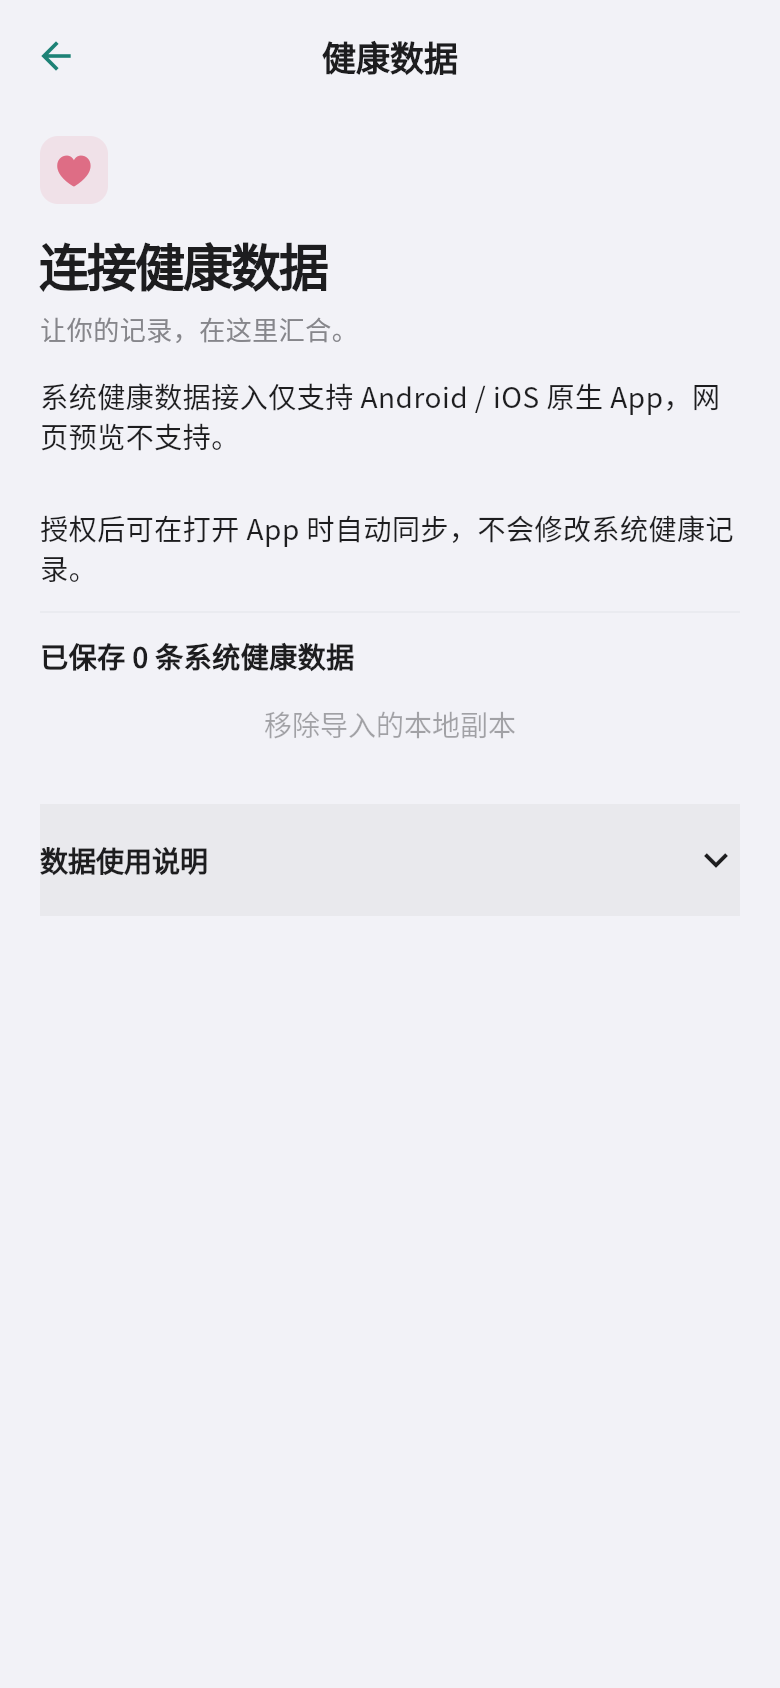 健康数据
连接健康数据
让你的记录，在这里汇合。
系统健康数据接入仅支持 Android / iOS 原生 App，网
页预览不支持。
授权后可在打开 App 时自动同步，不会修改系统健康记
录。
已保存 0 条系统健康数据
移除导入的本地副本
数据使用说明